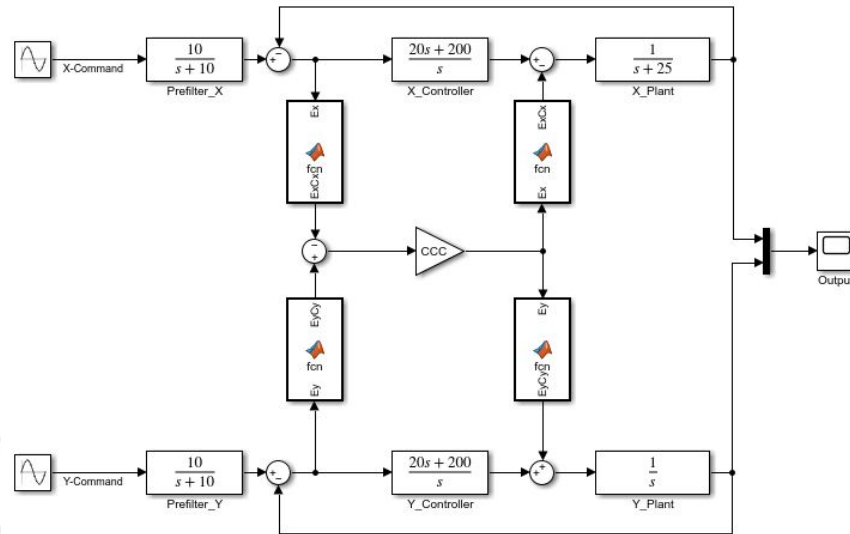 X-Command
10
s + 10
Prefilter_X
+
−
20s + 200
s
X_Controller
+
−
1
s + 25
X_Plant
Ex
fcn
ExCx
ExCx
fcn
Ex
−
+
CCC
Outpu
EyCy
fcn
Ey
Ey
fcn
EyCy
Y-Command
10
s + 10
Prefilter_Y
+
−
20s + 200
s
Y_Controller
+
+
1
s
Y_Plant